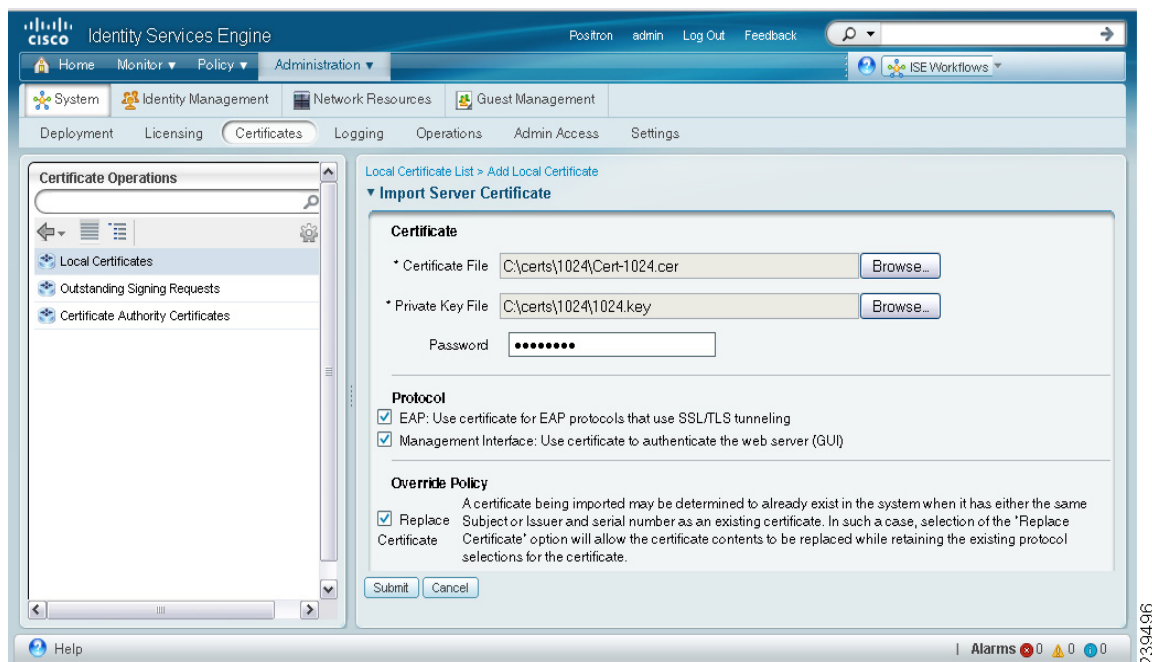 CISCO Identity Services Engine
Positron admin Log Out Feedback
Home Monitor Policy Administration
ISE Workflows
System Identity Management Network Resources Guest Management
Deployment Licensing Certificates Logging Operations Admin Access Settings
Certificate Operations
Local Certificates
Outstanding Signing Requests
Certificate Authority Certificates
Local Certificate List > Add Local Certificate
Import Server Certificate
Certificate
* Certificate File C:\certs\1024\Cert-1024.cer Browse...
* Private Key File C:\certs\1024\1024.key Browse...
Password ••••••••
Protocol
EAP: Use certificate for EAP protocols that use SSL/TLS tunneling
Management Interface: Use certificate to authenticate the web server (GUI)
Override Policy
Replace Certificate
A certificate being imported may be determined to already exist in the system when it has either the same
Subject or Issuer and serial number as an existing certificate. In such a case, selection of the 'Replace
Certificate' option will allow the certificate contents to be replaced while retaining the existing protocol
selections for the certificate.
Submit Cancel
Help
Alarms 0 0 0
239496